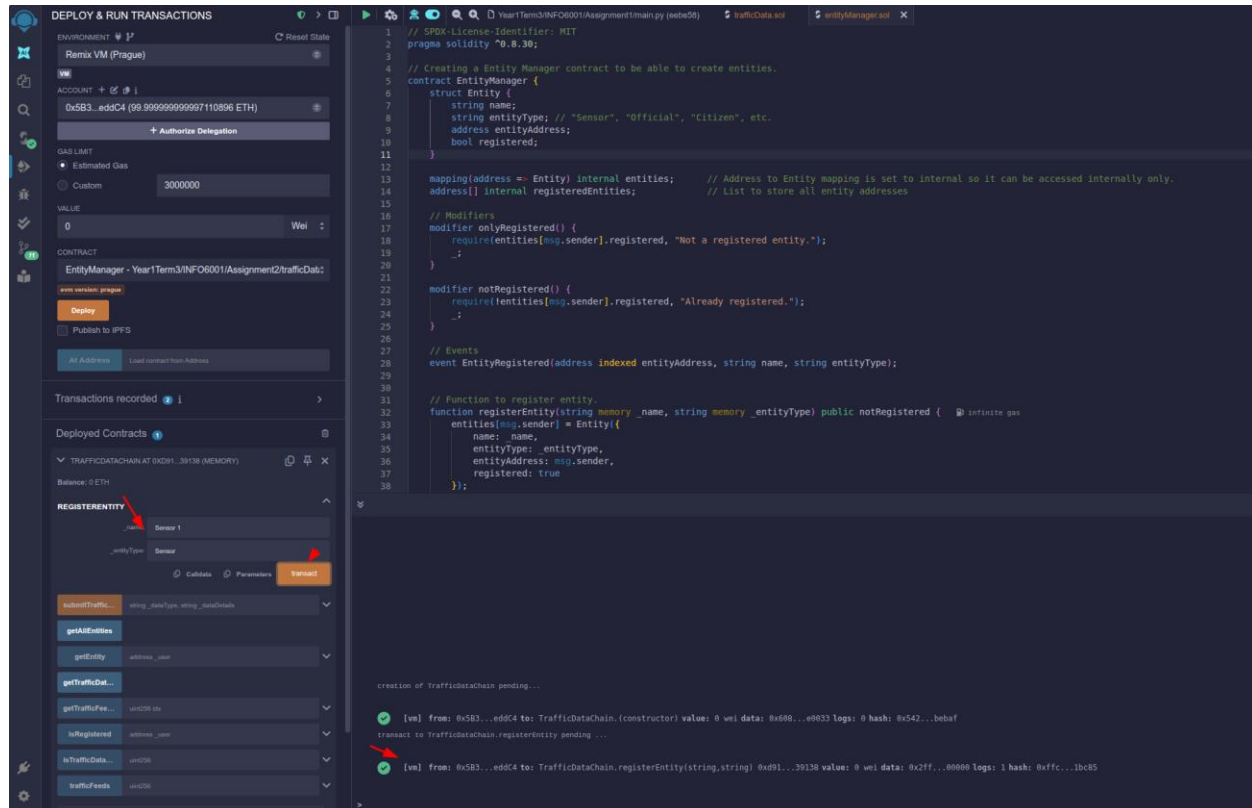 DEPLOY & RUN TRANSACTIONS
ENVIRONMENT
Reset State
Remix VM (Prague)
VM
ACCOUNT
0x5B3...eddC4 (99.999999999997110896 ETH)
+ Authorize Delegation
GAS LIMIT
Estimated Gas
Custom 3000000
VALUE
0 Wei
CONTRACT
EntityManager - Year1Term3/INFO6001/Assignment2/trafficDat
evm version: prague
Deploy
Publish to IPFS
At Address Load contract from Address
Transactions recorded 2 i
Deployed Contracts 1
TRAFFICDATACHAIN AT 0XD91...39138 (MEMORY)
Balance: 0 ETH
REGISTERENTITY
_name: Sensor 1
_entityType: Sensor
Calldata Parameters transact
submitTraffic... string _dataType, string _dataDetails
getAllEntities
getEntity address _user
getTrafficDat...
getTrafficFee... uint256 idx
isRegistered address _user
isTrafficData... uint256
trafficFeeds uint256
11
Year1Term3/INFO6001/Assignment1/main.py (eebe58) trafficData.sol entityManager.sol X
1 // SPDX-License-Identifier: MIT
2 pragma solidity ^0.8.30;
3
4 // Creating a Entity Manager contract to be able to create entities.
5 contract EntityManager {
6 struct Entity {
7 string name;
8 string entityType; // "Sensor", "Official", "Citizen", etc.
9 address entityAddress;
10 bool registered;
11 }
12
13 mapping(address => Entity) internal entities; // Address to Entity mapping is set to internal so it can be accessed internally only.
14 address[] internal registeredEntities; // List to store all entity addresses
15
16 // Modifiers
17 modifier onlyRegistered() {
18 require(entities[msg.sender].registered, "Not a registered entity.");
19 _;
20 }
21
22 modifier notRegistered() {
23 require(!entities[msg.sender].registered, "Already registered.");
24 _;
25 }
26
27 // Events
28 event EntityRegistered(address indexed entityAddress, string name, string entityType);
29
30
31 // Function to register entity.
32 function registerEntity(string memory _name, string memory _entityType) public notRegistered { infinite gas
33 entities[msg.sender] = Entity({
34 name: _name,
35 entityType: _entityType,
36 entityAddress: msg.sender,
37 registered: true
38 });
creation of TrafficDataChain pending...
[vm] from: 0x5B3...eddC4 to: TrafficDataChain.(constructor) value: 0 wei data: 0x608...e0033 logs: 0 hash: 0x542...bebaf
transact to TrafficDataChain.registerEntity pending ...
[vm] from: 0x5B3...eddC4 to: TrafficDataChain.registerEntity(string,string) 0xd91...39138 value: 0 wei data: 0x2ff...00000 logs: 1 hash: 0xffc...1bc85
>